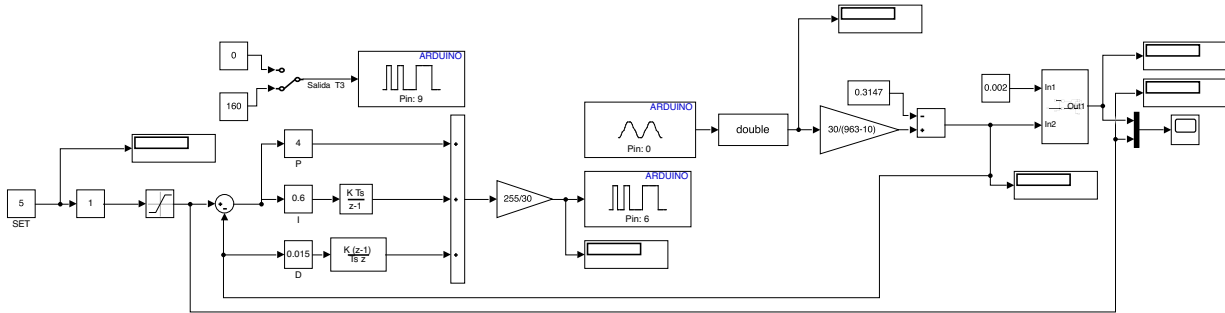 0
160
Salida T3
ARDUINO
Pin: 9
5
SET
1
+
−
4
P
0.6
I
K Ts
z-1
0.015
D
K (z-1)
Ts z
+
+
+
255/30
ARDUINO
Pin: 0
ARDUINO
Pin: 6
double
30/(963-10)
0.3147
−
+
0.002
In1
In2
Out1